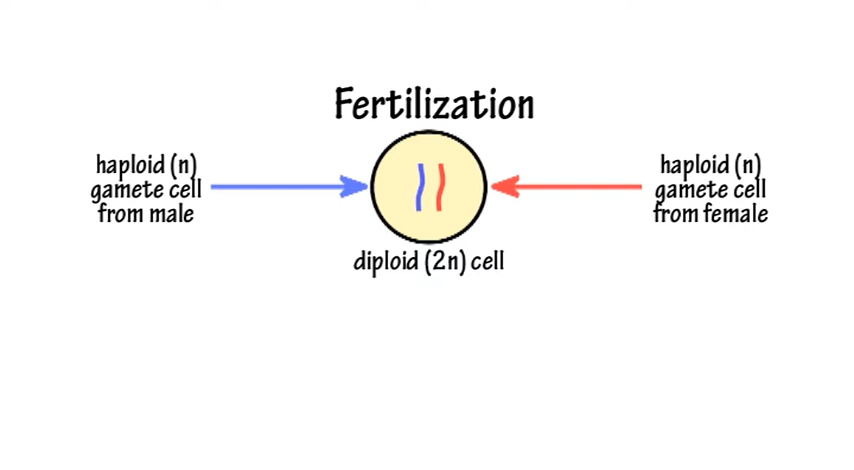 Fertilization
haploid (n)
gamete cell
from male
haploid (n)
gamete cell
from female
diploid (2n) cell